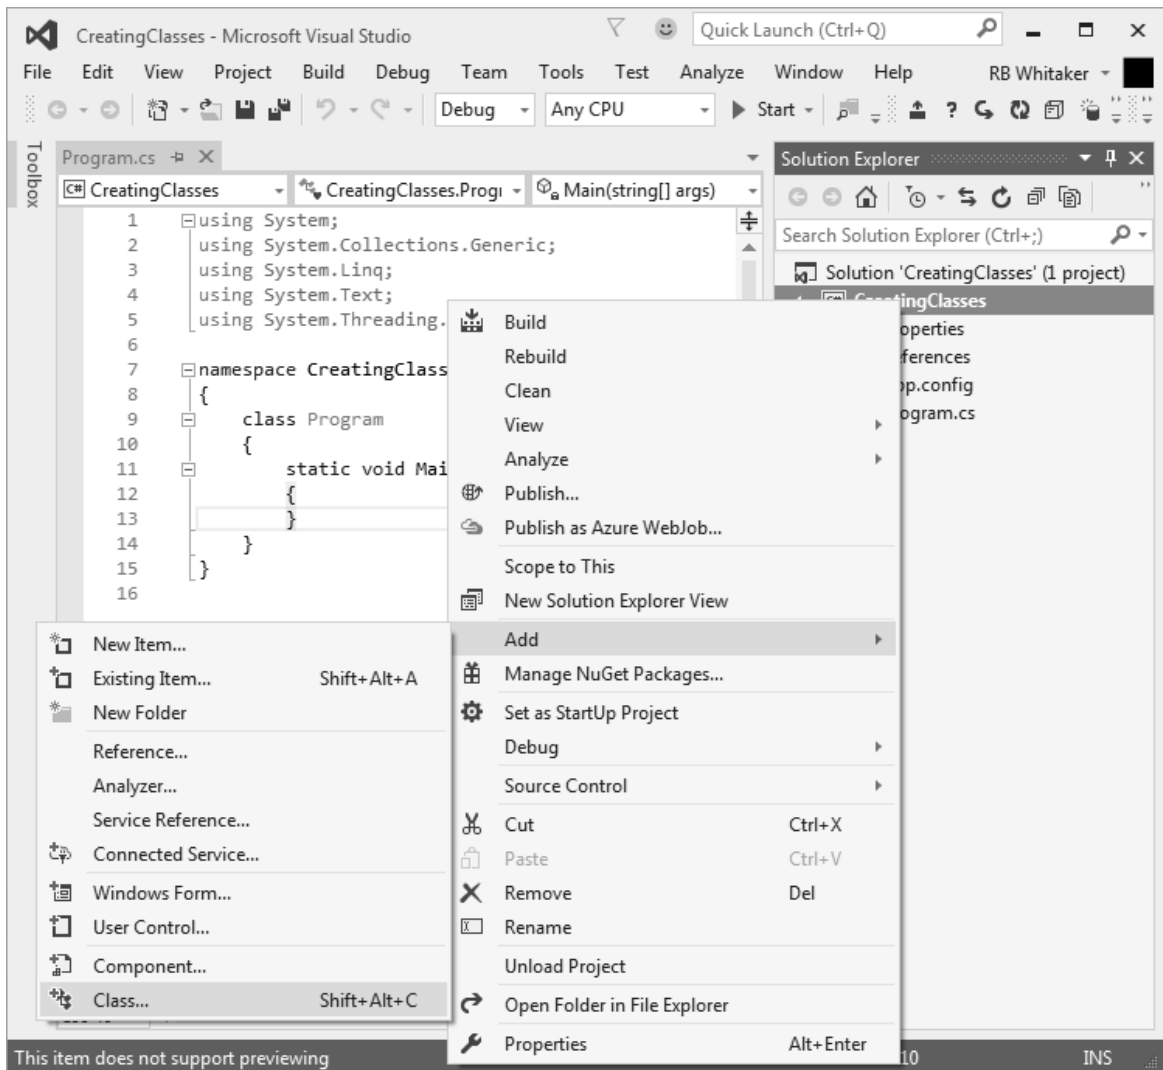 CreatingClasses - Microsoft Visual Studio
Quick Launch (Ctrl+Q)
File Edit View Project Build Debug Team Tools Test Analyze Window Help RB Whitaker
Debug Any CPU Start
Toolbox
Program.cs
CreatingClasses CreatingClasses.Progr Main(string[] args)
1 using System;
2 using System.Collections.Generic;
3 using System.Linq;
4 using System.Text;
5 using System.Threading.
6
7 namespace CreatingClass
8 {
9 class Program
10 {
11 static void Mai
12 {
13 }
14 }
15 }
16
Solution Explorer
Search Solution Explorer (Ctrl+;)
Solution 'CreatingClasses' (1 project)
C# CreatingClasses
operties
ferences
pp.config
ogram.cs
Build
Rebuild
Clean
View
Analyze
Publish...
Publish as Azure WebJob...
Scope to This
New Solution Explorer View
Add
Manage NuGet Packages...
Set as StartUp Project
Debug
Source Control
Cut Ctrl+X
Paste Ctrl+V
Remove Del
Rename
Unload Project
Open Folder in File Explorer
Properties Alt+Enter
New Item...
Existing Item... Shift+Alt+A
New Folder
Reference...
Analyzer...
Service Reference...
Connected Service...
Windows Form...
User Control...
Component...
Class... Shift+Alt+C
This item does not support previewing
10 INS